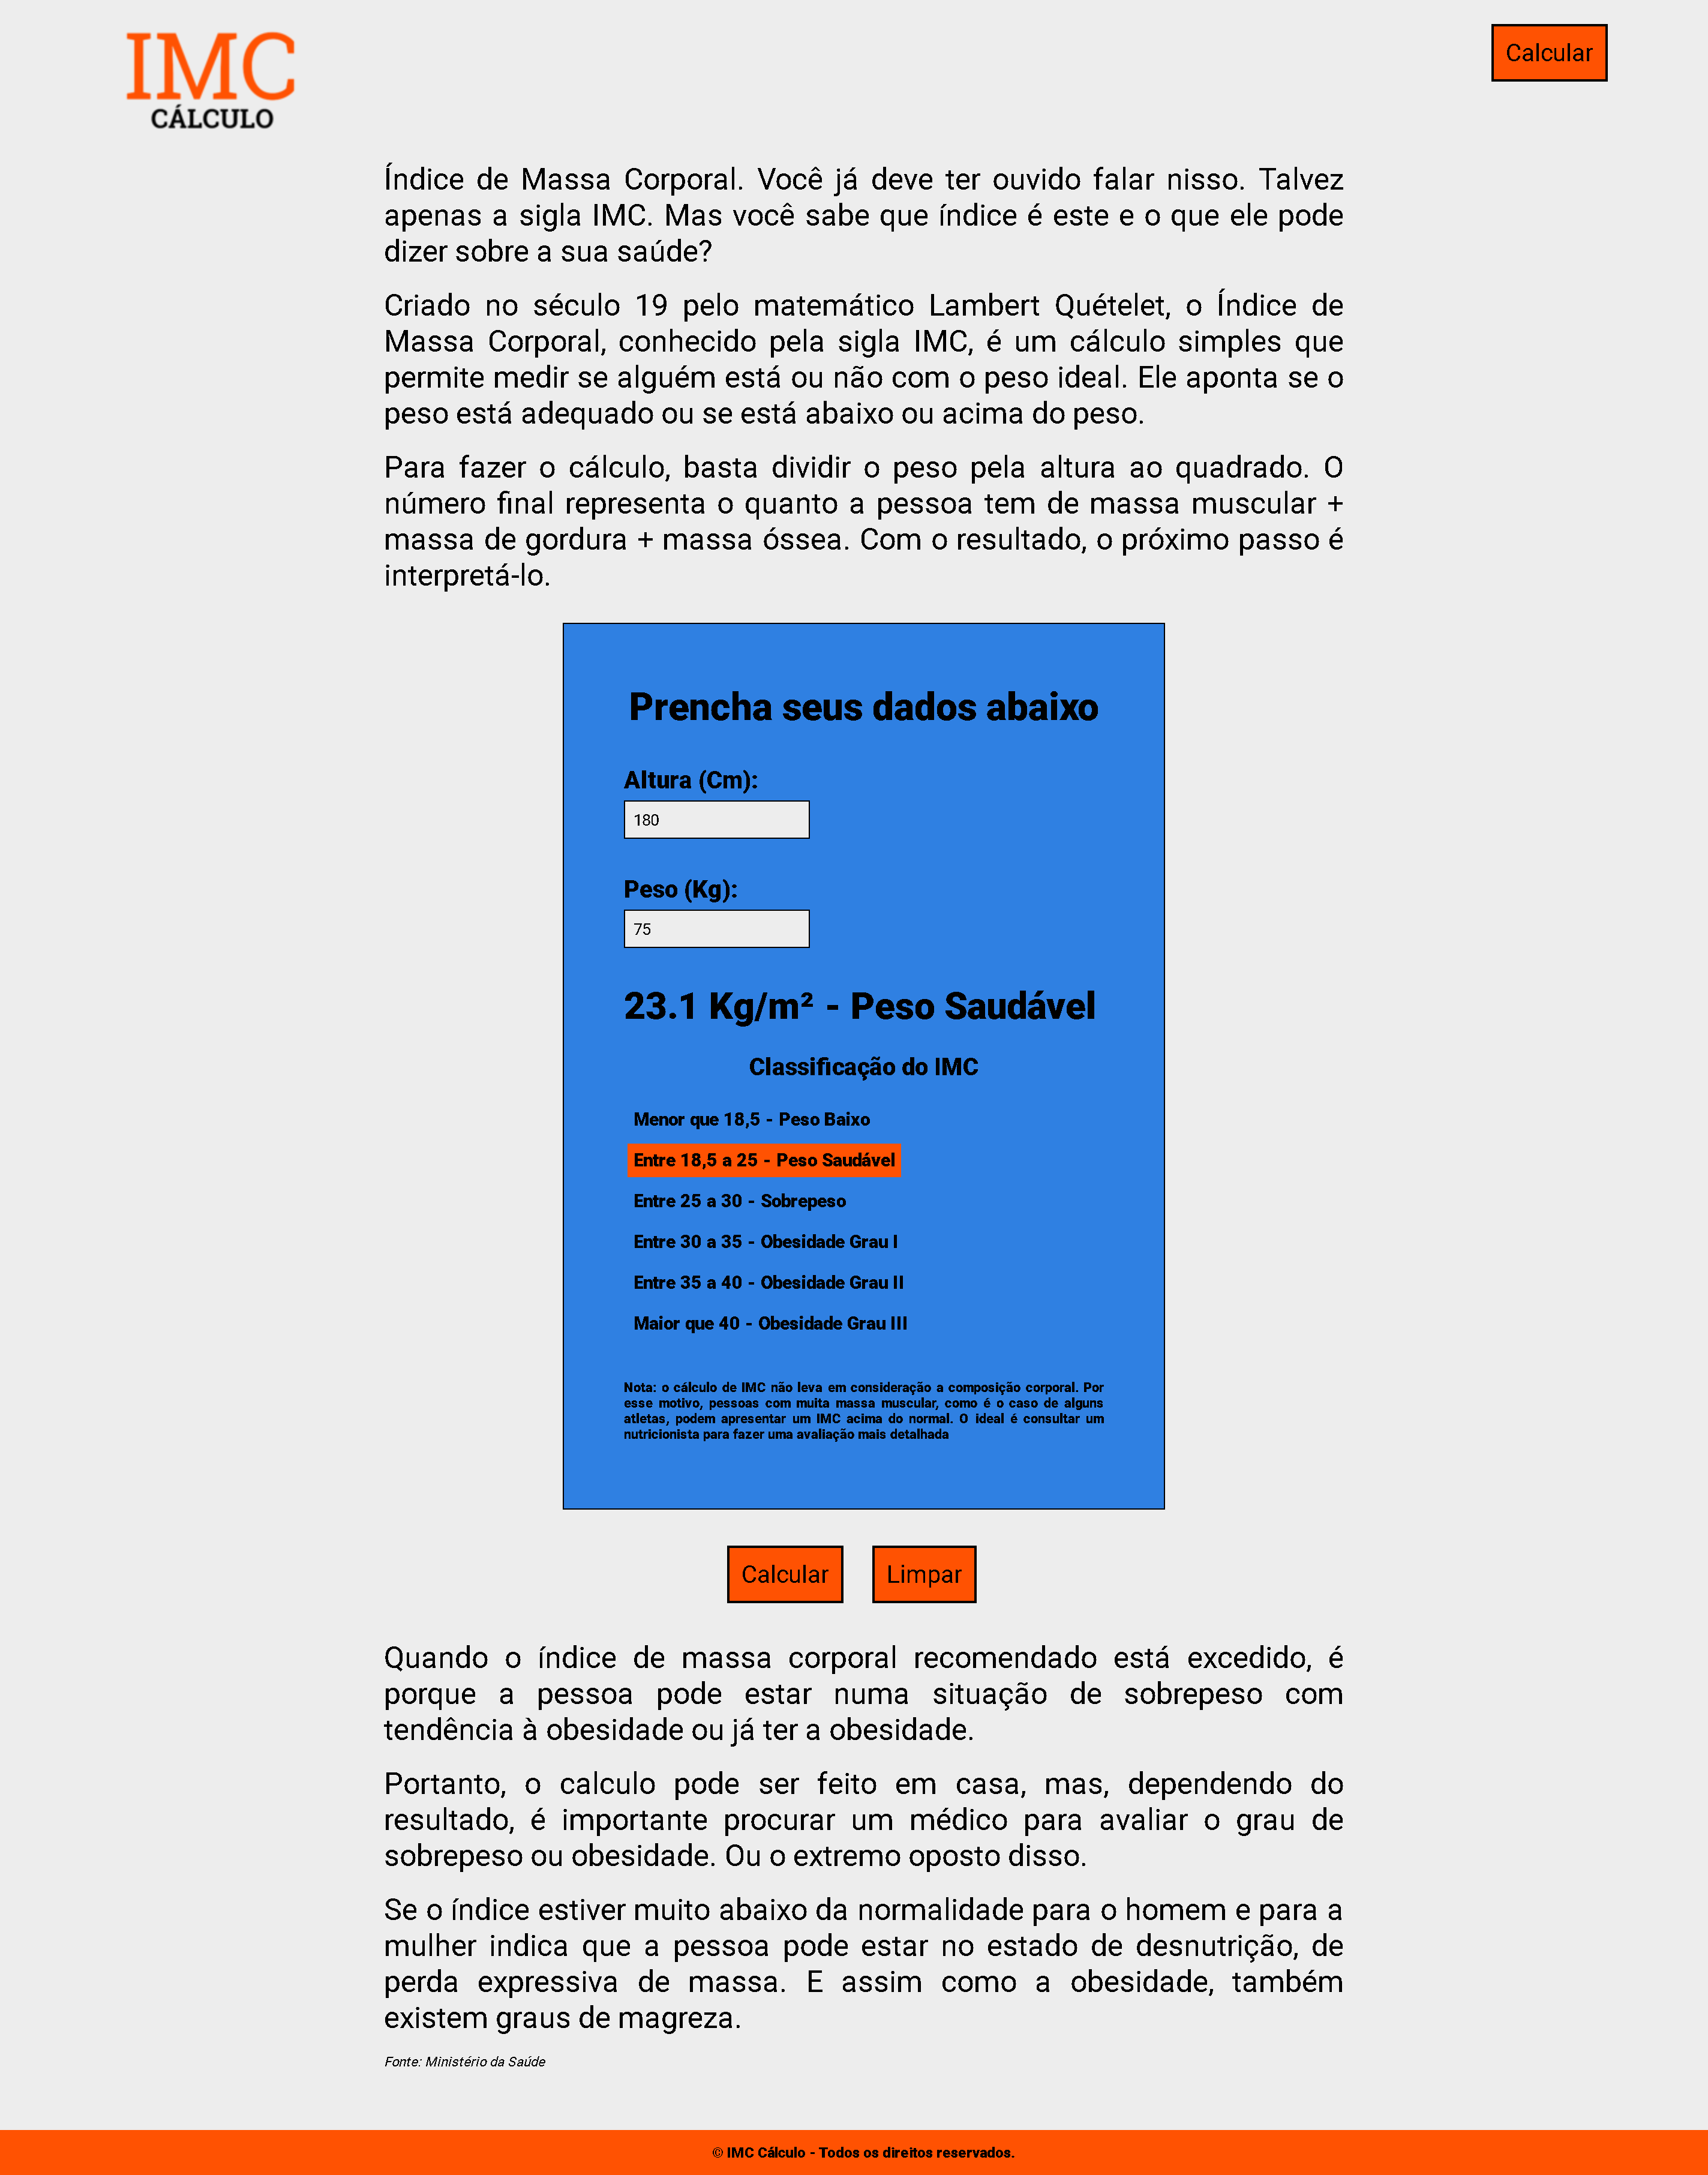 IMC
CÁLCULO
Calcular
Índice de Massa Corporal. Você já deve ter ouvido falar nisso. Talvez
apenas a sigla IMC. Mas você sabe que índice é este e o que ele pode
dizer sobre a sua saúde?
Criado no século 19 pelo matemático Lambert Quételet, o Índice de
Massa Corporal, conhecido pela sigla IMC, é um cálculo simples que
permite medir se alguém está ou não com o peso ideal. Ele aponta se o
peso está adequado ou se está abaixo ou acima do peso.
Para fazer o cálculo, basta dividir o peso pela altura ao quadrado. O
número final representa o quanto a pessoa tem de massa muscular +
massa de gordura + massa óssea. Com o resultado, o próximo passo é
interpretá-lo.
Prencha seus dados abaixo
Altura (Cm):
180
Peso (Kg):
75
23.1 Kg/m² - Peso Saudável
Classificação do IMC
Menor que 18,5 - Peso Baixo
Entre 18,5 a 25 - Peso Saudável
Entre 25 a 30 - Sobrepeso
Entre 30 a 35 - Obesidade Grau I
Entre 35 a 40 - Obesidade Grau II
Maior que 40 - Obesidade Grau III
Nota: o cálculo de IMC não leva em consideração a composição corporal. Por
esse motivo, pessoas com muita massa muscular, como é o caso de alguns
atletas, podem apresentar um IMC acima do normal. O ideal é consultar um
nutricionista para fazer uma avaliação mais detalhada
Calcular
Limpar
Quando o índice de massa corporal recomendado está excedido, é
porque a pessoa pode estar numa situação de sobrepeso com
tendência à obesidade ou já ter a obesidade.
Portanto, o calculo pode ser feito em casa, mas, dependendo do
resultado, é importante procurar um médico para avaliar o grau de
sobrepeso ou obesidade. Ou o extremo oposto disso.
Se o índice estiver muito abaixo da normalidade para o homem e para a
mulher indica que a pessoa pode estar no estado de desnutrição, de
perda expressiva de massa. E assim como a obesidade, também
existem graus de magreza.
Fonte: Ministério da Saúde
© IMC Cálculo - Todos os direitos reservados.